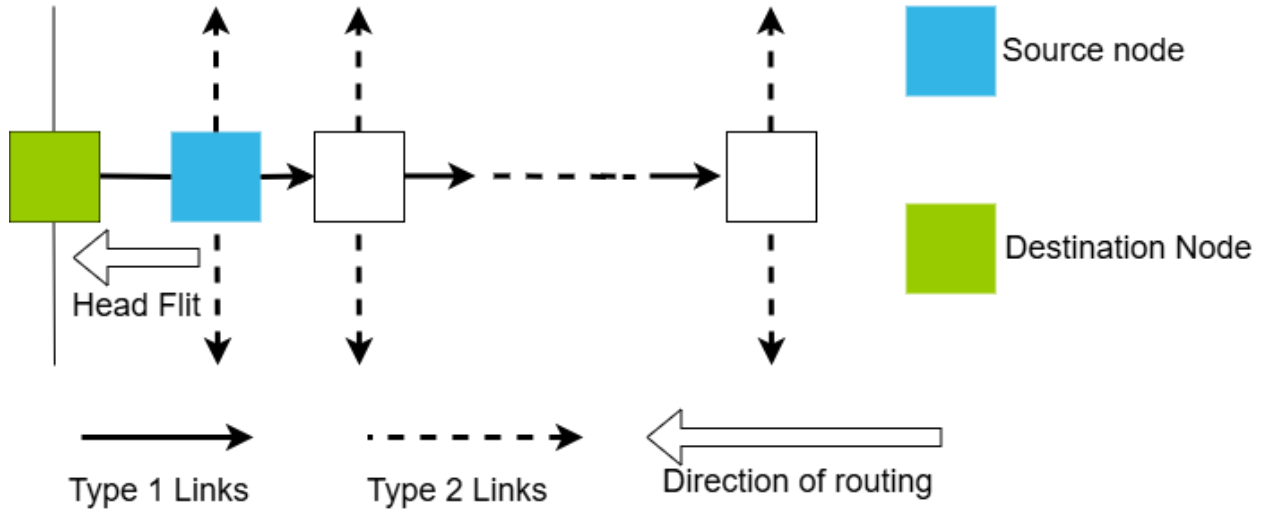 Source node
Destination Node
Head Flit
Type 1 Links
Type 2 Links
Direction of routing